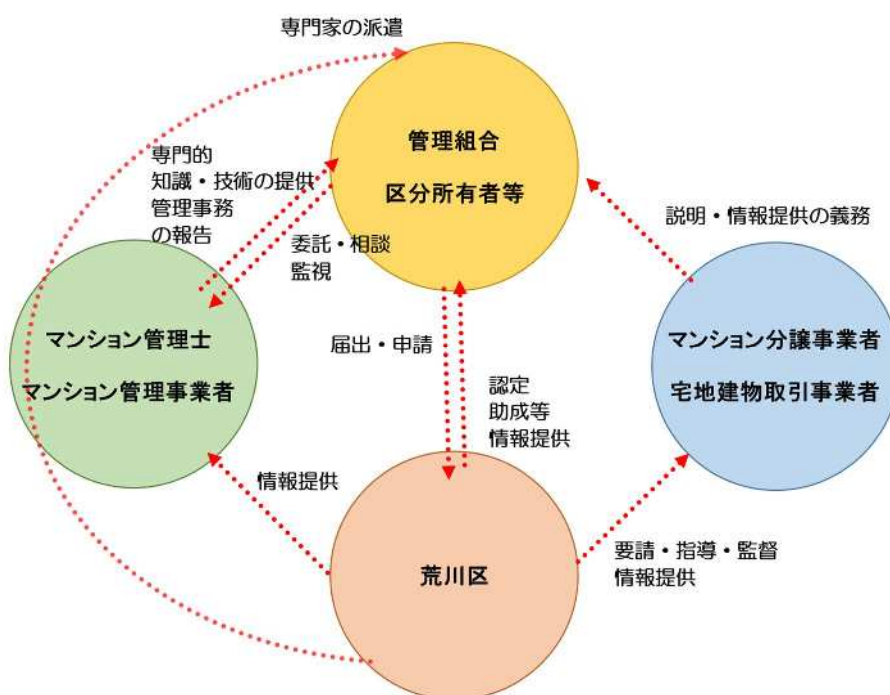 専門家の派遣
管理組合
区分所有者等
専門的
知識・技術の提供
管理事務
の報告
委託・相談
監視
説明・情報提供の義務
マンション管理士
マンション管理事業者
届出・申請
認定
助成等
情報提供
マンション分譲事業者
宅地建物取引事業者
情報提供
荒川区
要請・指導・監督
情報提供